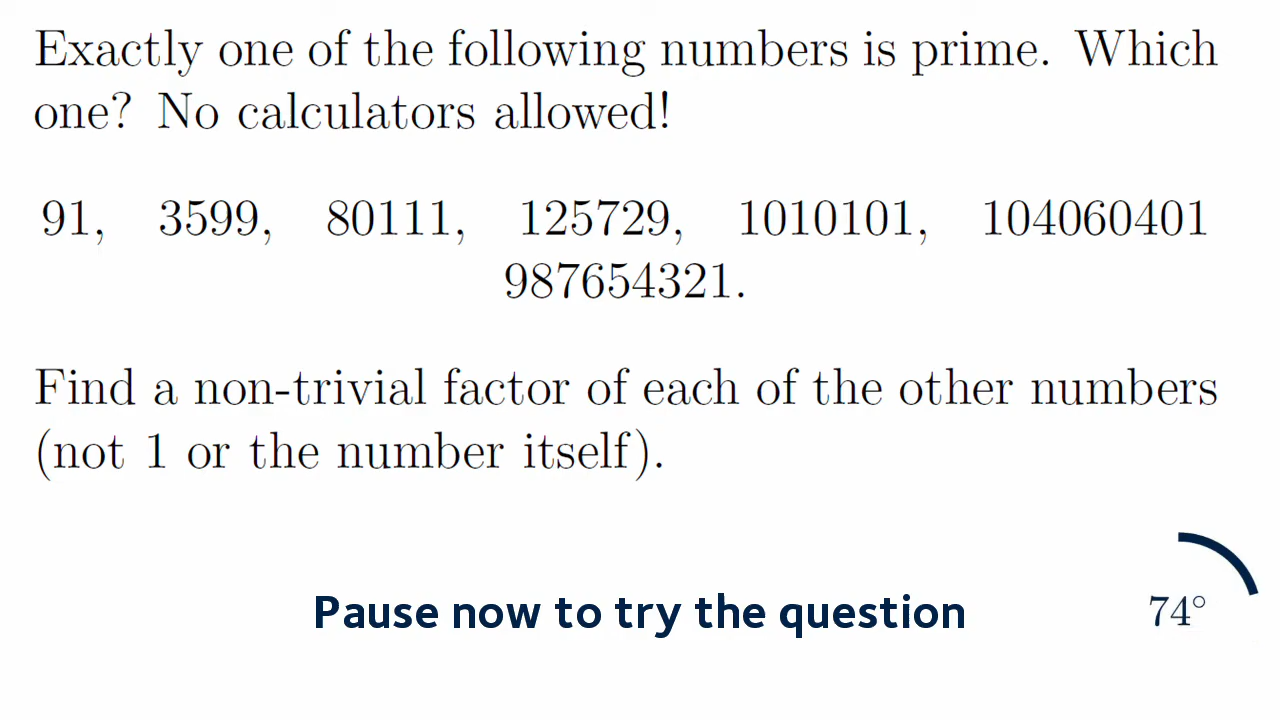 Exactly one of the following numbers is prime. Which
one? No calculators allowed!
91, 3599, 80111, 125729, 1010101, 104060401
987654321.
Find a non-trivial factor of each of the other numbers
(not 1 or the number itself).
Pause now to try the question
74°